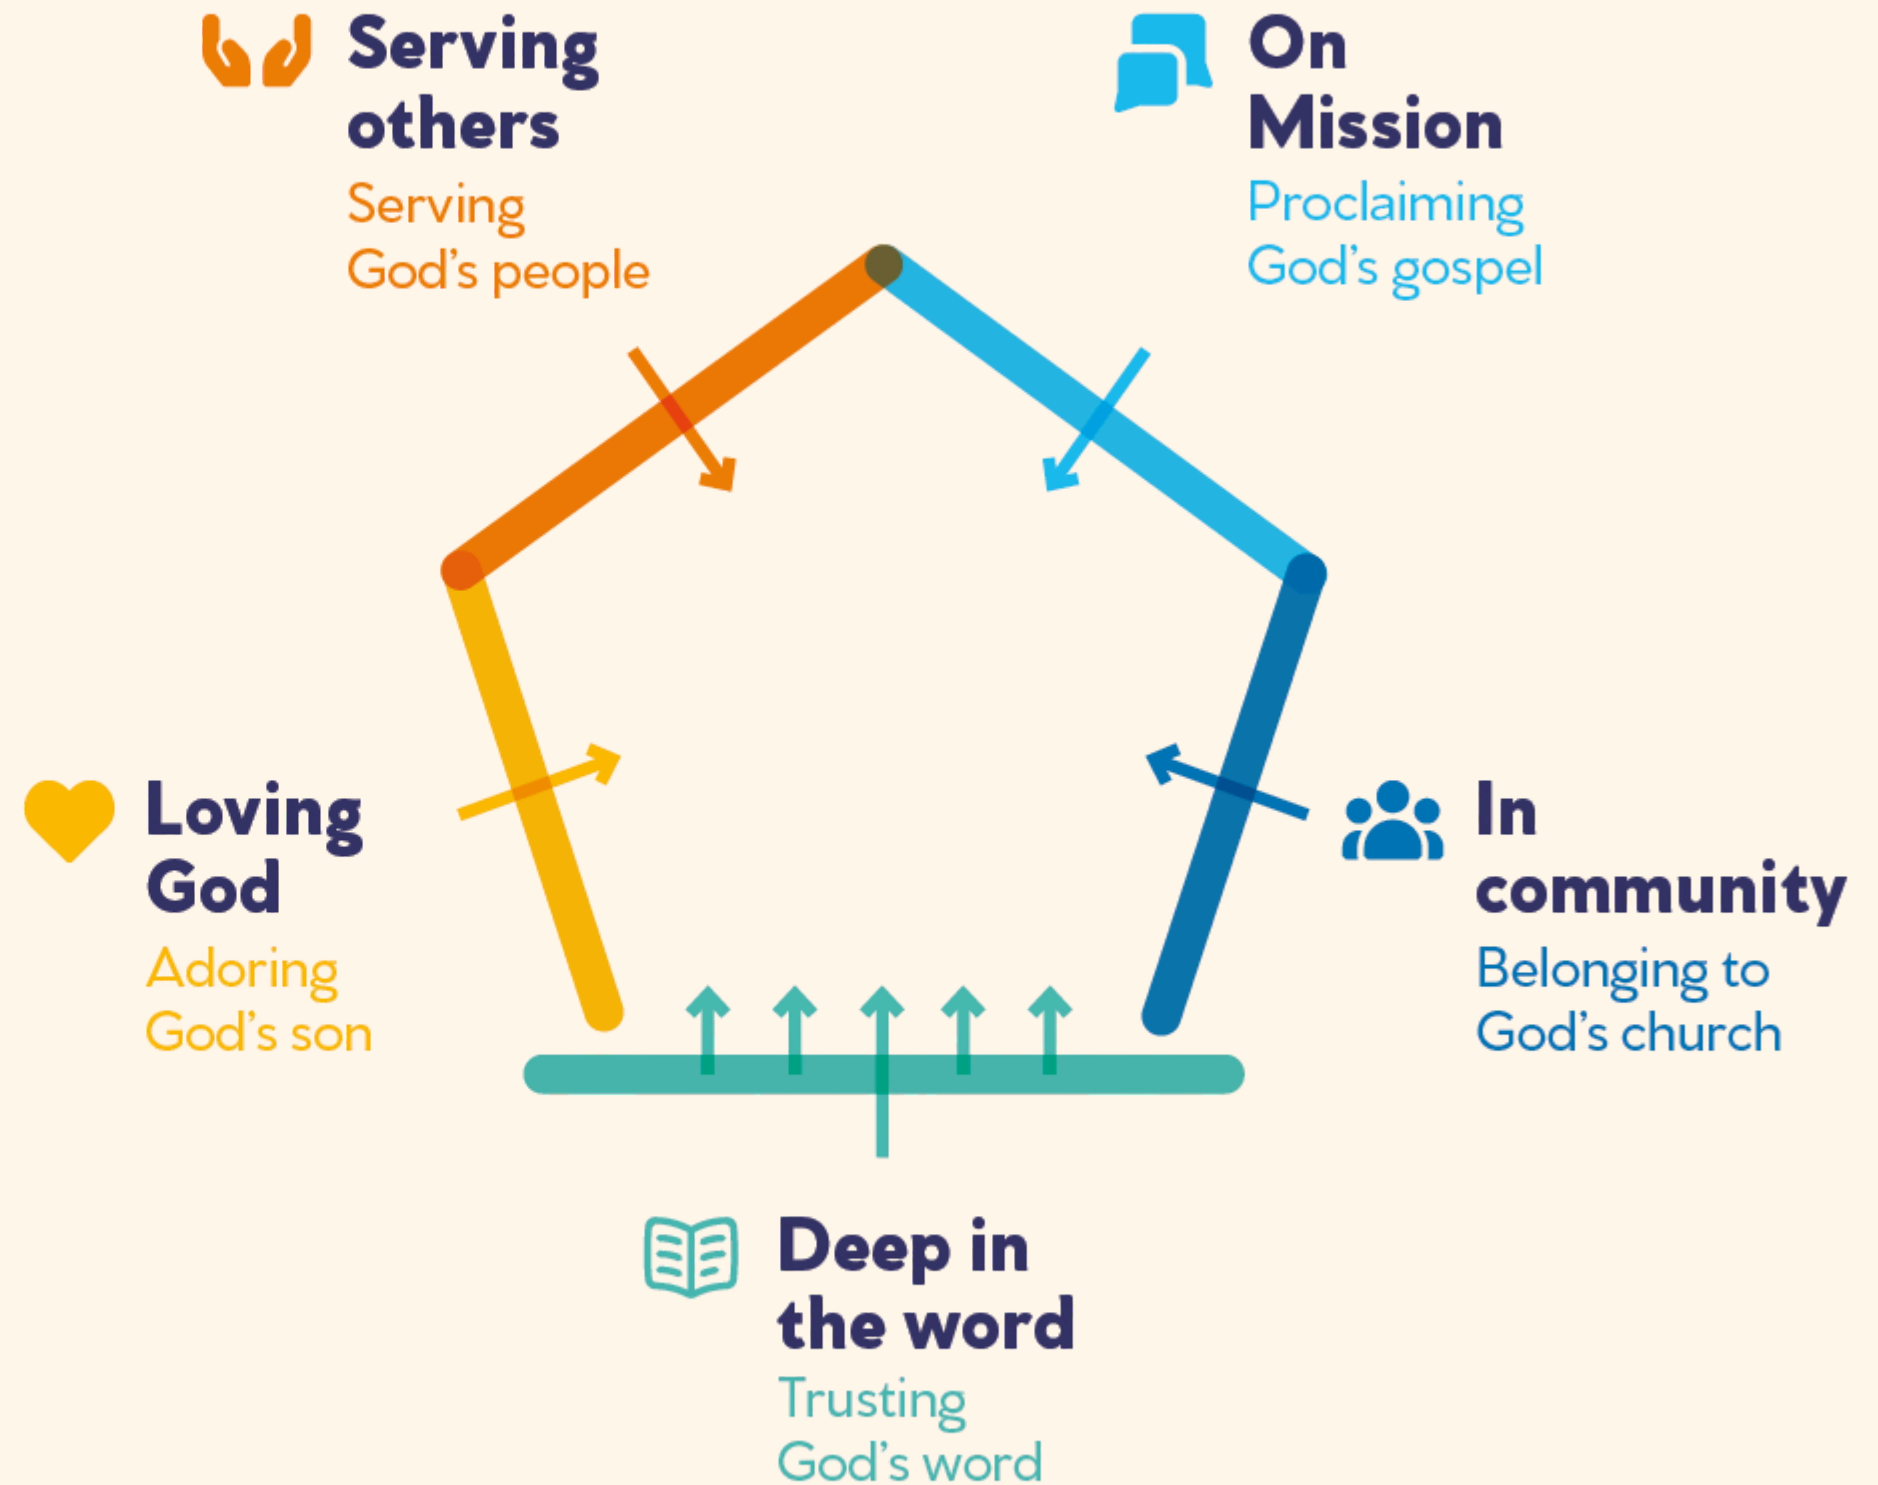 Serving
others
Serving
God’s people
On
Mission
Proclaiming
God’s gospel
Loving
God
Adoring
God’s son
In
community
Belonging to
God’s church
Deep in
the word
Trusting
God’s word